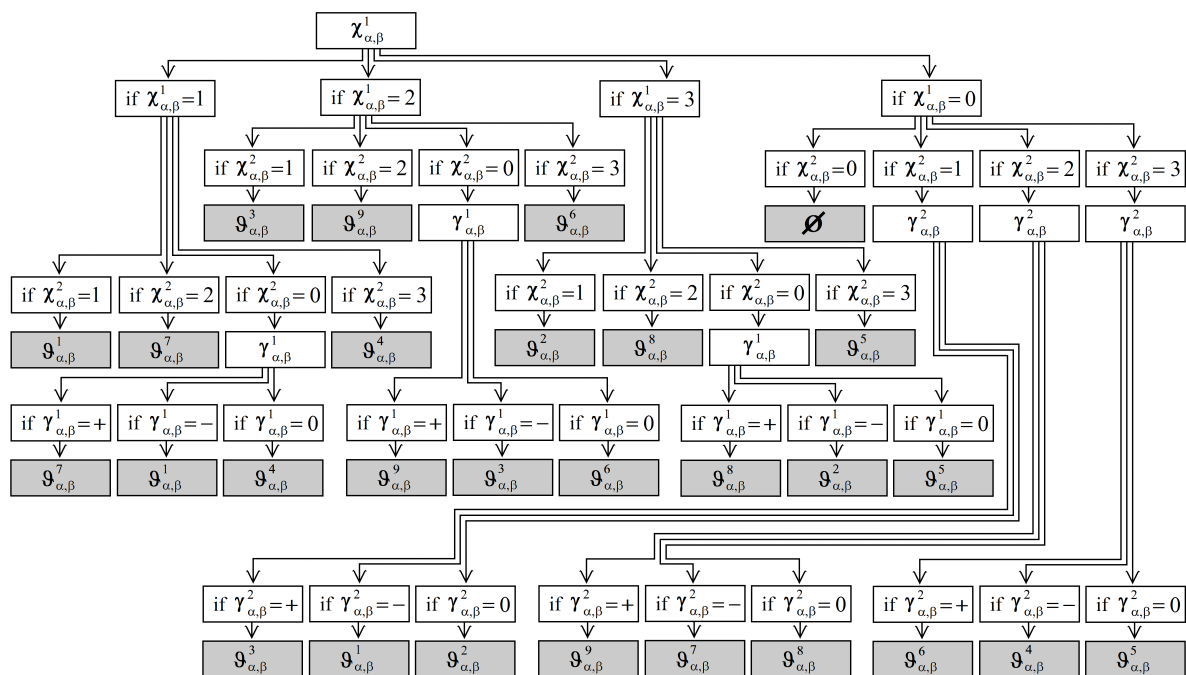 χ¹α,β
if χ¹α,β=1 if χ¹α,β=2 if χ¹α,β=3 if χ¹α,β=0
if χ²α,β=1 if χ²α,β=2 if χ²α,β=0 if χ²α,β=3 if χ²α,β=0 if χ²α,β=1 if χ²α,β=2 if χ²α,β=3
ϑ³α,β ϑ⁹α,β γ¹α,β ϑ⁶α,β Ø γ²α,β γ²α,β γ²α,β
if χ²α,β=1 if χ²α,β=2 if χ²α,β=0 if χ²α,β=3 if χ²α,β=1 if χ²α,β=2 if χ²α,β=0 if χ²α,β=3
ϑ¹α,β ϑ⁷α,β γ¹α,β ϑ⁴α,β ϑ²α,β ϑ⁸α,β γ¹α,β ϑ⁵α,β
if γ¹α,β=+ if γ¹α,β=− if γ¹α,β=0 if γ¹α,β=+ if γ¹α,β=− if γ¹α,β=0 if γ¹α,β=+ if γ¹α,β=− if γ¹α,β=0
ϑ⁷α,β ϑ¹α,β ϑ⁴α,β ϑ⁹α,β ϑ³α,β ϑ⁶α,β ϑ⁸α,β ϑ²α,β ϑ⁵α,β
if γ²α,β=+ if γ²α,β=− if γ²α,β=0 if γ²α,β=+ if γ²α,β=− if γ²α,β=0 if γ²α,β=+ if γ²α,β=− if γ²α,β=0
ϑ³α,β ϑ¹α,β ϑ²α,β ϑ⁹α,β ϑ⁷α,β ϑ⁸α,β ϑ⁶α,β ϑ⁴α,β ϑ⁵α,β